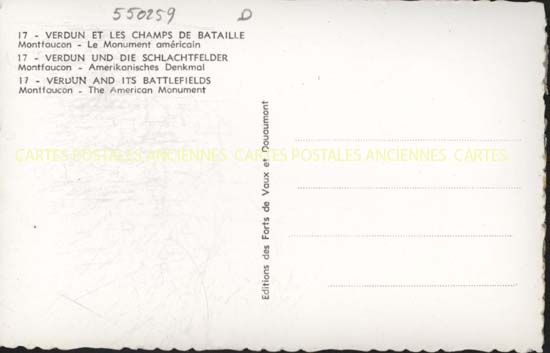 550259 D
17 - VERDUN ET LES CHAMPS DE BATAILLE
Montfaucon - Le Monument américain
17 - VERDUN UND DIE SCHLACHTFELDER
Montfaucon - Amerikanisches Denkmal
17 - VERDUN AND ITS BATTLEFIELDS
Montfaucon - The American Monument
CARTES POSTALES ANCIENNES CARTES POSTALES ANCIENNES CARTES
Editions des Forts de Vaux et Douaumont